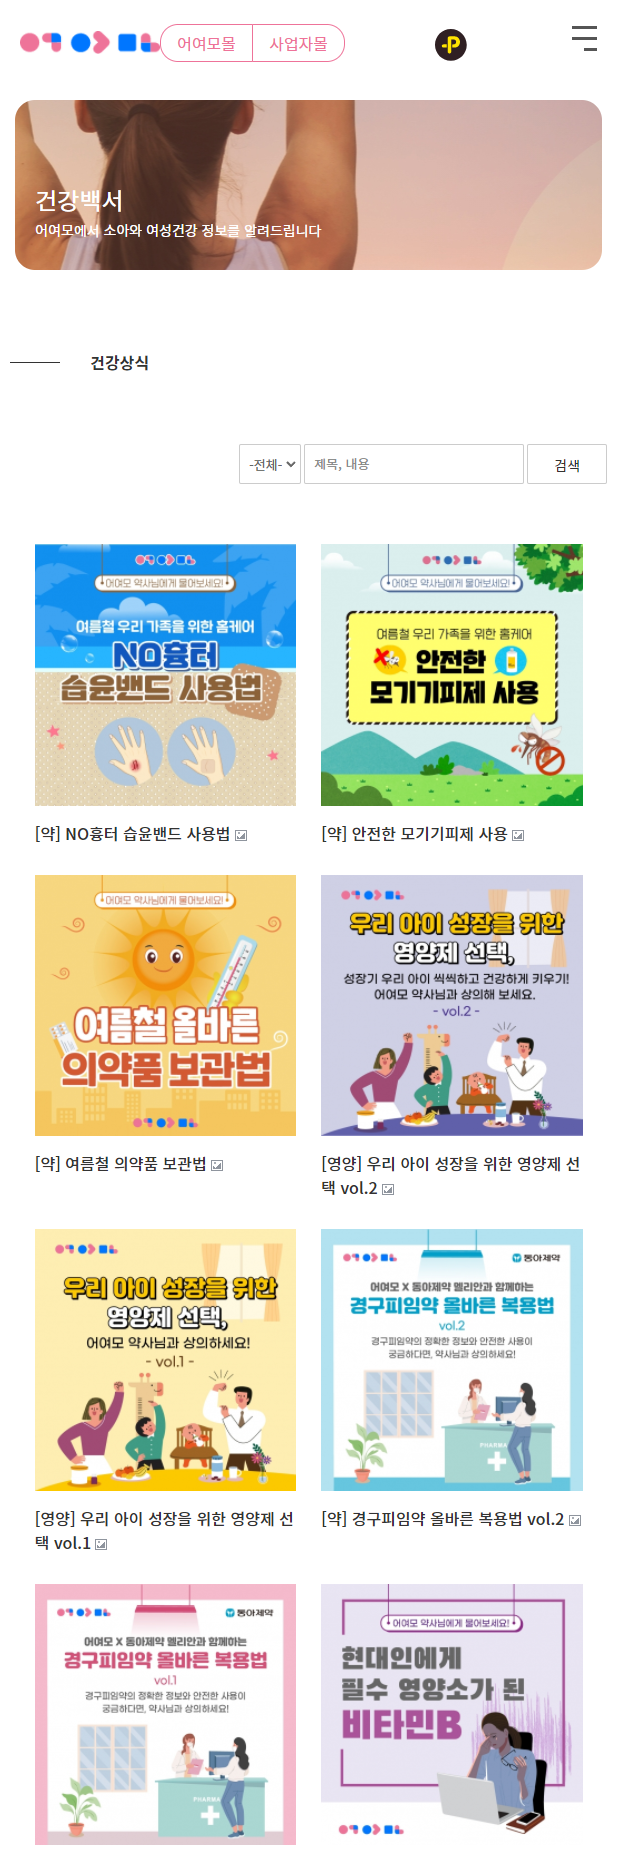 어여모몰 사업자몰
-P
건강백서
어여모에서 소아와 여성건강 정보를 알려드립니다
건강상식
-전체- 제목, 내용 검색
어여모 약사님에게 물어보세요!
여름철 우리 가족을 위한 홈케어
NO흉터
습윤밴드 사용법
[약] NO흉터 습윤밴드 사용법
어여모 약사님에게 물어보세요!
여름철 우리 가족을 위한 홈케어
안전한
모기기피제 사용
[약] 안전한 모기기피제 사용
어여모 약사님에게 물어보세요!
여름철 올바른
의약품 보관법
[약] 여름철 의약품 보관법
우리 아이 성장을 위한
영양제 선택,
성장기 우리 아이 씩씩하고 건강하게 키우기!
어여모 약사님과 상의해 보세요.
- vol.2 -
[영양] 우리 아이 성장을 위한 영양제 선
택 vol.2
우리 아이 성장을 위한
영양제 선택,
어여모 약사님과 상의하세요!
- vol.1 -
[영양] 우리 아이 성장을 위한 영양제 선
택 vol.1
동아제약
어여모 X 동아제약 멜리안과 함께하는
경구피임약 올바른 복용법
vol.2
경구피임약의 정확한 정보와 안전한 사용이
궁금하다면, 약사님과 상의하세요!
PHARMA
[약] 경구피임약 올바른 복용법 vol.2
동아제약
어여모 X 동아제약 멜리안과 함께하는
경구피임약 올바른 복용법
vol.1
경구피임약의 정확한 정보와 안전한 사용이
궁금하다면, 약사님과 상의하세요!
PHARMA
어여모 약사님에게 물어보세요!
현대인에게
필수 영양소가 된
비타민B